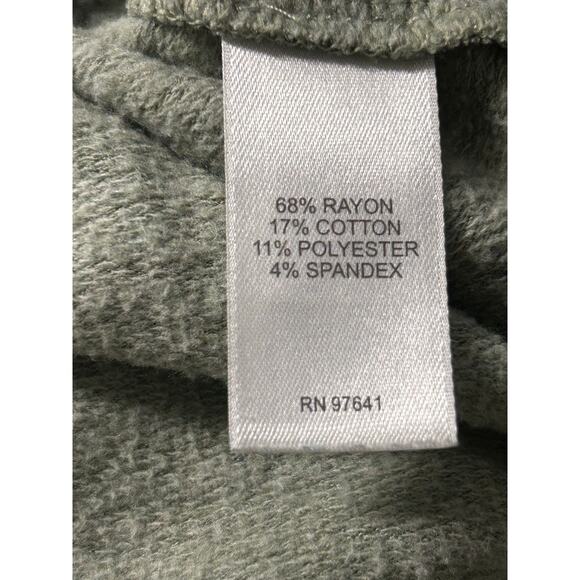 68% RAYON
17% COTTON
11% POLYESTER
4% SPANDEX
RN 97641